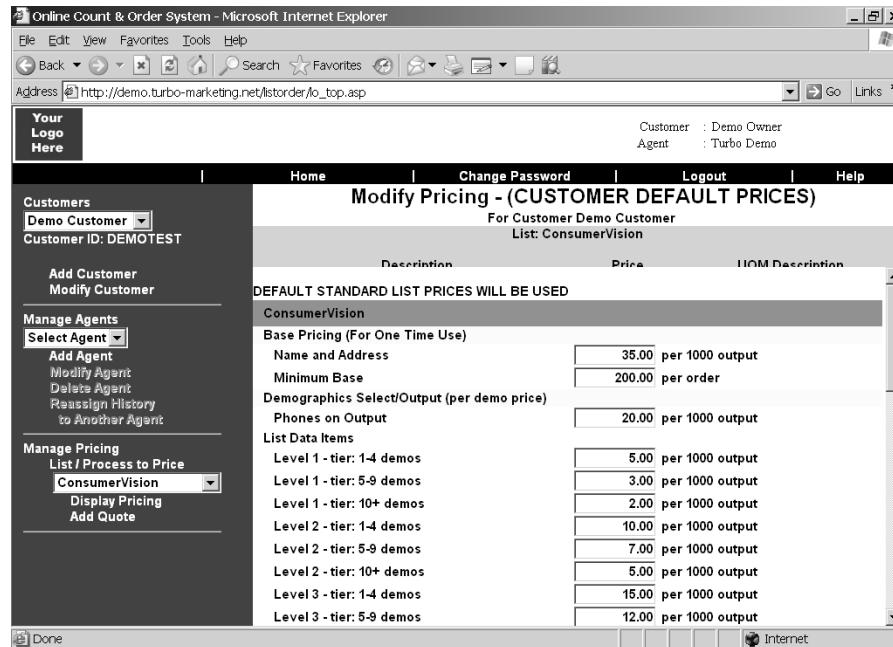 Online Count & Order System - Microsoft Internet Explorer
File Edit View Favorites Tools Help
Back Search Favorites
Address http://demo.turbo-marketing.net/listorder/lo_top.asp Go Links
Your
Logo
Here
Customer : Demo Owner
Agent : Turbo Demo
| Home | Change Password | Logout | Help
Customers
Demo Customer
Customer ID: DEMOTEST
Add Customer
Modify Customer
Manage Agents
Select Agent
Add Agent
Modify Agent
Delete Agent
Reassign History
to Another Agent
Manage Pricing
List / Process to Price
ConsumerVision
Display Pricing
Add Quote
Modify Pricing - (CUSTOMER DEFAULT PRICES)
For Customer Demo Customer
List: ConsumerVision
Description Price UOM Description
DEFAULT STANDARD LIST PRICES WILL BE USED
ConsumerVision
Base Pricing (For One Time Use)
Name and Address 35.00 per 1000 output
Minimum Base 200.00 per order
Demographics Select/Output (per demo price)
Phones on Output 20.00 per 1000 output
List Data Items
Level 1 - tier: 1-4 demos 5.00 per 1000 output
Level 1 - tier: 5-9 demos 3.00 per 1000 output
Level 1 - tier: 10+ demos 2.00 per 1000 output
Level 2 - tier: 1-4 demos 10.00 per 1000 output
Level 2 - tier: 5-9 demos 7.00 per 1000 output
Level 2 - tier: 10+ demos 5.00 per 1000 output
Level 3 - tier: 1-4 demos 15.00 per 1000 output
Level 3 - tier: 5-9 demos 12.00 per 1000 output
Done Internet